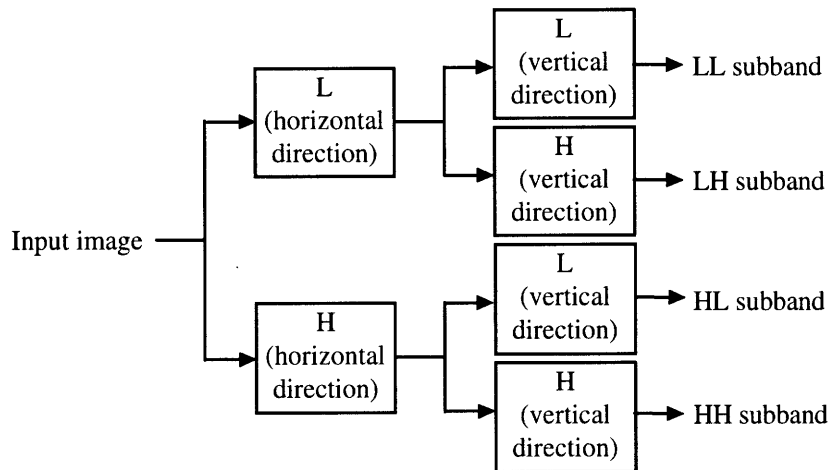 L
(vertical
direction)
LL subband
L
(horizontal
direction)
H
(vertical
direction)
LH subband
Input image
L
(vertical
direction)
HL subband
H
(horizontal
direction)
H
(vertical
direction)
HH subband